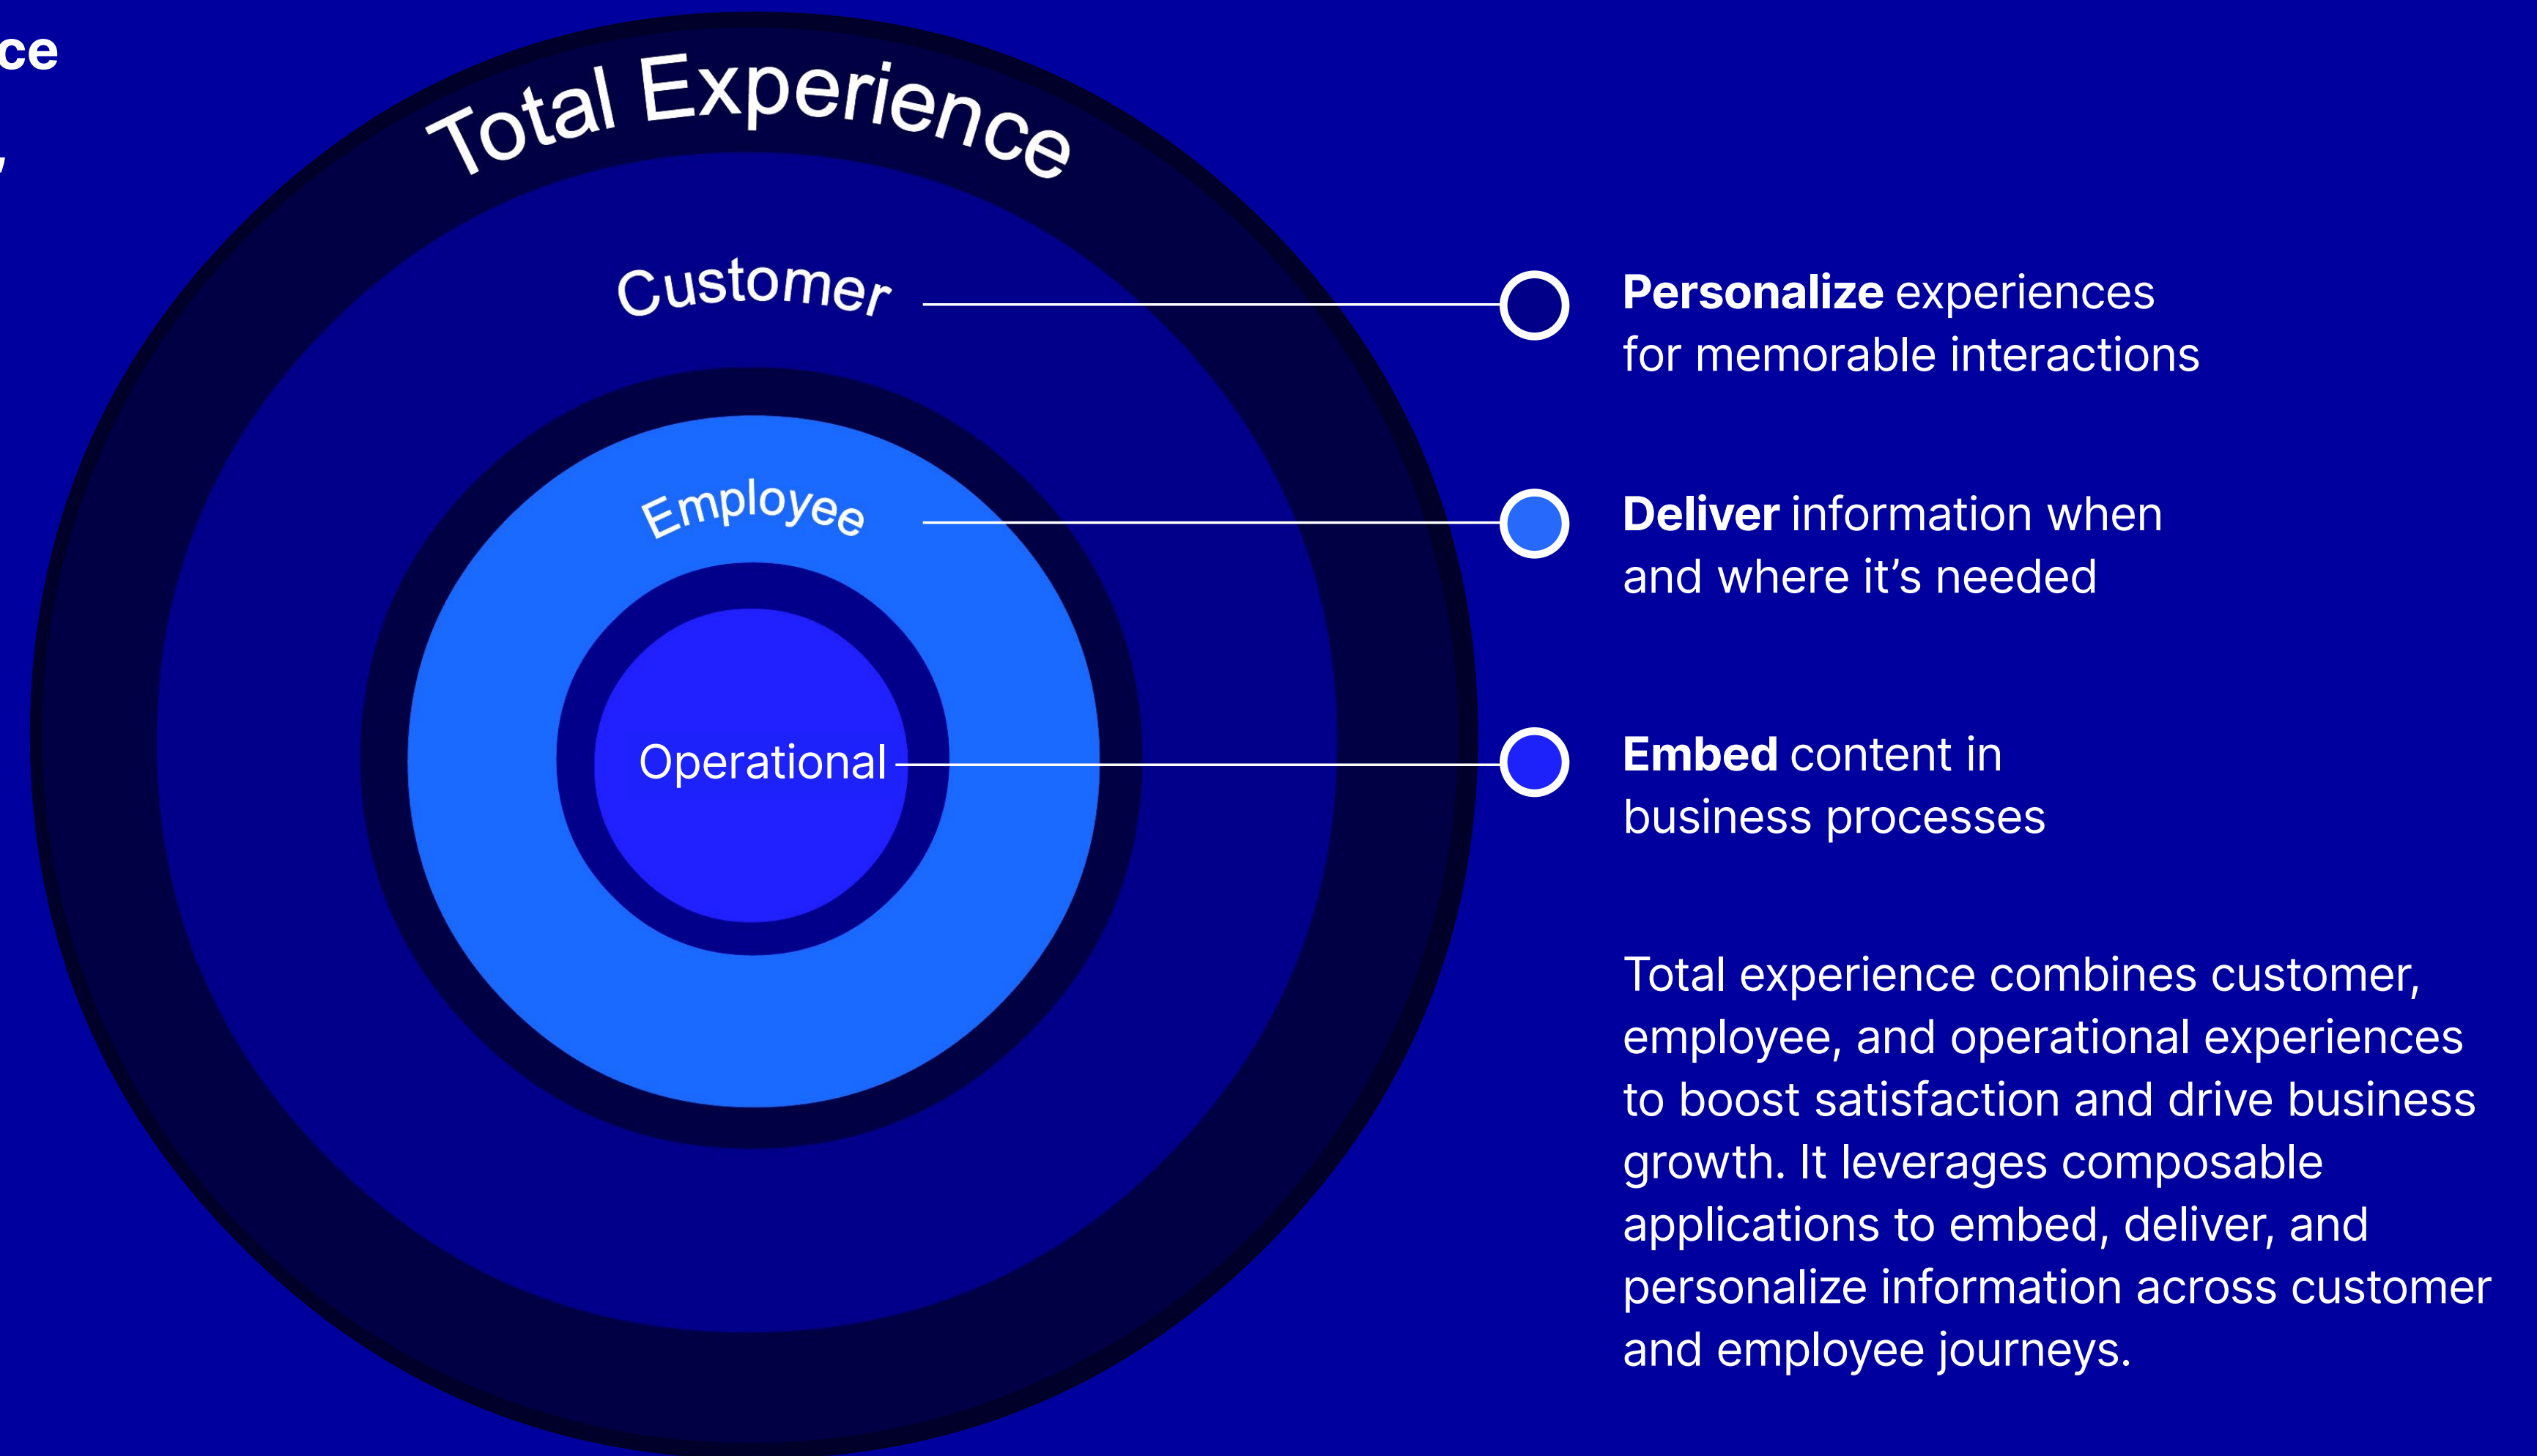 ce
,
Total Experience
Customer
Personalize experiences
for memorable interactions
Employee
Deliver information when
and where it’s needed
Operational
Embed content in
business processes
Total experience combines customer,
employee, and operational experiences
to boost satisfaction and drive business
growth. It leverages composable
applications to embed, deliver, and
personalize information across customer
and employee journeys.